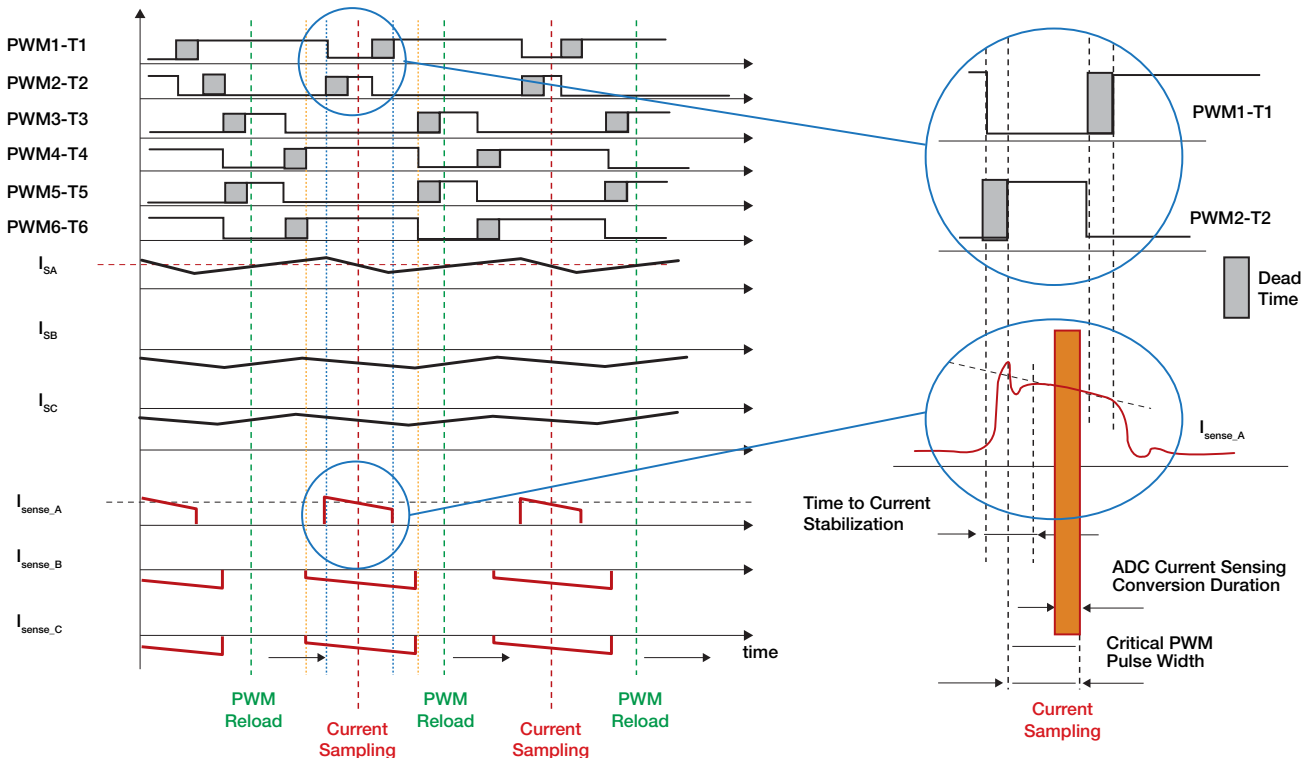 PWM1-T1
PWM2-T2
PWM3-T3
PWM4-T4
PWM5-T5
PWM6-T6
I SA
I SB
I SC
I sense_A
I sense_B
I sense_C
time
PWM
Reload
Current
Sampling
PWM
Reload
Current
Sampling
PWM
Reload
PWM1-T1
PWM2-T2
Dead
Time
I sense_A
Time to Current
Stabilization
ADC Current Sensing
Conversion Duration
Critical PWM
Pulse Width
Current
Sampling